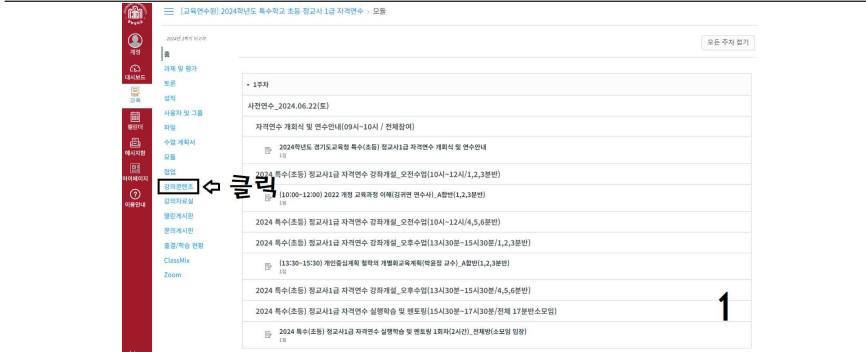 [교육연수원] 2024학년도 특수학교 초등 정교사 1급 자격연수 › 모듈
모든 주차 접기
계정
대시보드
과목
캘린더
메시지함
마이페이지
이용안내
홈
과제 및 평가
토론
성적
사용자 및 그룹
파일
수업 계획서
모듈
협업
강의콘텐츠
클릭
강의자료실
열린게시판
문의게시판
출결/학습 현황
ClassMix
Zoom
1주차
사전연수_2024.06.22(토)
자격연수 개회식 및 연수안내(09시~10시 / 전체참여)
2024학년도 경기도교육청 특수(초등) 정교사1급 자격연수 개회식 및 연수안내
1점
2024 특수(초등) 정교사1급 자격연수 강좌개설_오전수업(10시~12시/1,2,3분반)
(10:00~12:00) 2022 개정 교육과정 이해(김귀연 연수사)_A합반(1,2,3분반)
1점
2024 특수(초등) 정교사1급 자격연수 강좌개설_오전수업(10시~12시/4,5,6분반)
2024 특수(초등) 정교사1급 자격연수 강좌개설_오후수업(13시30분~15시30분/1,2,3분반)
(13:30~15:30) 개인중심계획 철학의 개별화교육계획(박윤정 교수)_A합반(1,2,3분반)
1점
2024 특수(초등) 정교사1급 자격연수 강좌개설_오후수업(13시30분~15시30분/4,5,6분반)
2024 특수(초등) 정교사1급 자격연수 실행학습 및 멘토링(15시30분~17시30분/전체 17분반소모임)
2024 특수(초등) 정교사1급 자격연수 실행학습 및 멘토링 1회차(2시간)_전체방(소모임 입장)
1점
1